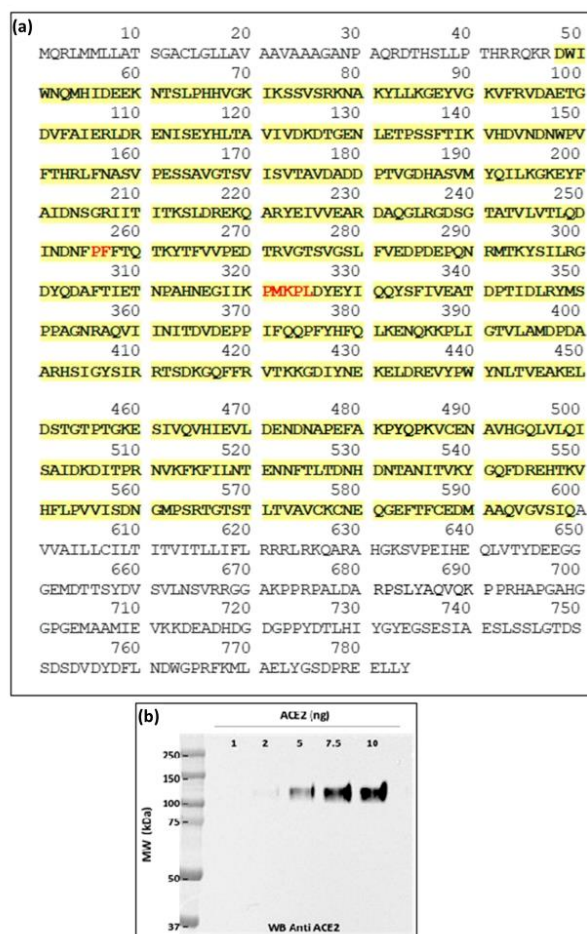 (a)
10 20 30 40 50
MQRLMMLLAT SGACLGLLAV AAVAAAGANP AQRDTHSLLP THRRQKRDWI
60 70 80 90 100
WNQMHIDEEK NTSLPHHVGK IKSSVSRKNA KYLLKGEYVG KVFRVDAETG
110 120 130 140 150
DVFAIERLDR ENISEYHLTA VIVDKDTGEN LETPSSFTIK VHDVNDNWPV
160 170 180 190 200
FTHRLFNASV PESSAVGTSV ISVTAVDADD PTVGDHASVM YQILKGKEYF
210 220 230 240 250
AIDNSGRIIT ITKSLDREKQ ARYEIVVEAR DAQGLRGDSG TATVLVTLQD
260 270 280 290 300
INDNFPFFTQ TKYTFVVPED TRVGTSVGSL FVEDPDEPQN RMTKYSILRG
310 320 330 340 350
DYQDAFTIET NPAHNEGIIK PMKPLDYEYI QQYSFIVEAT DPTIDLRYMS
360 370 380 390 400
PPAGNRAQVI INITDVDEPP IFQQPFYHFQ LKENQKKPLI GTVLAMDPDA
410 420 430 440 450
ARHSIGYSIR RTSDKGQFFR VTKKGDIYNE KELDREVYPW YNLTVEAKEL
460 470 480 490 500
DSTGTPTGKE SIVQVHIEVL DENDNAPEFA KPYQPKVCEN AVHGQLVLQI
510 520 530 540 550
SAIDKDITPR NVKFKFILNT ENNFTLTDNH DNTANITVKY GQFDREHTKV
560 570 580 590 600
HFLPVVISDN GMPSRTGTST LTVAVCKCNE QGEFTFCEDM AAQVGVSIQA
610 620 630 640 650
VVAILLCILT ITVITLLIFL RRRLRKQARA HGKSVPEIHE QLVTYDEEGG
660 670 680 690 700
GEMDTTSYDV SVLNSVRRGG AKPPRPALDA RPSLYAQVQK PPRHAPGAHG
710 720 730 740 750
GPGEMAAMIE VKKDEADHDG DGPPYDTLHI YGYEGSESIA ESLSSLGTDS
760 770 780
SDSDVDYDFL NDWGPRFKML AELYGSDPRE ELLY
(b)
ACE2 (ng)
1 2 5 7.5 10
MW (kDa)
250
150
100
75
50
37
WB Anti ACE2